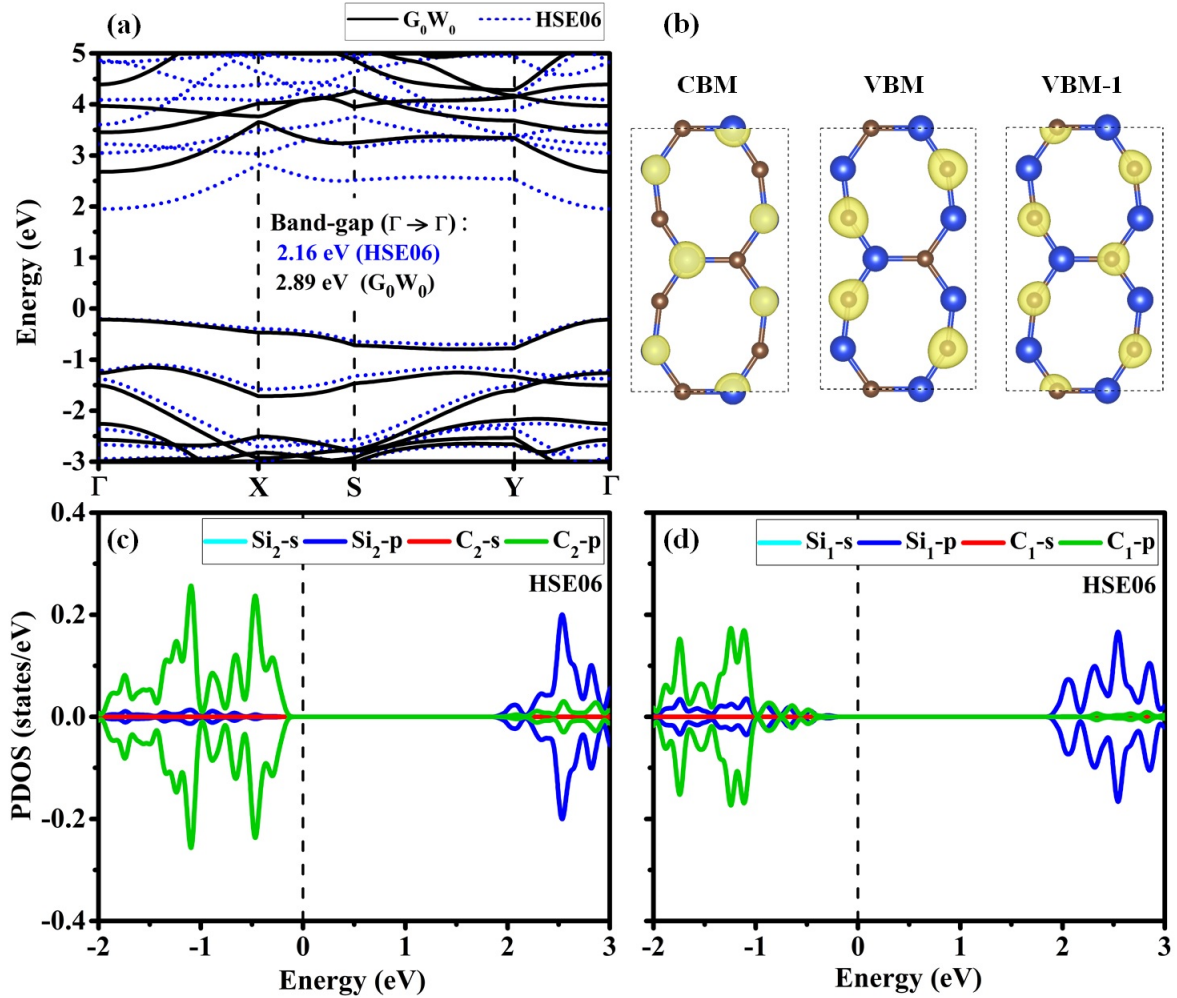 (a)
G₀W₀ HSE06
(b)
CBM VBM VBM-1
Energy (eV)
5
4
3
2
1
0
-1
-2
-3
Band-gap (Γ → Γ) :
2.16 eV (HSE06)
2.89 eV (G₀W₀)
Γ X S Y Γ
(c)
Si₂-s Si₂-p C₂-s C₂-p
HSE06
PDOS (states/eV)
0.4
0.2
0.0
-0.2
-0.4
-2 -1 0 1 2 3
Energy (eV)
(d)
Si₁-s Si₁-p C₁-s C₁-p
HSE06
-2 -1 0 1 2 3
Energy (eV)